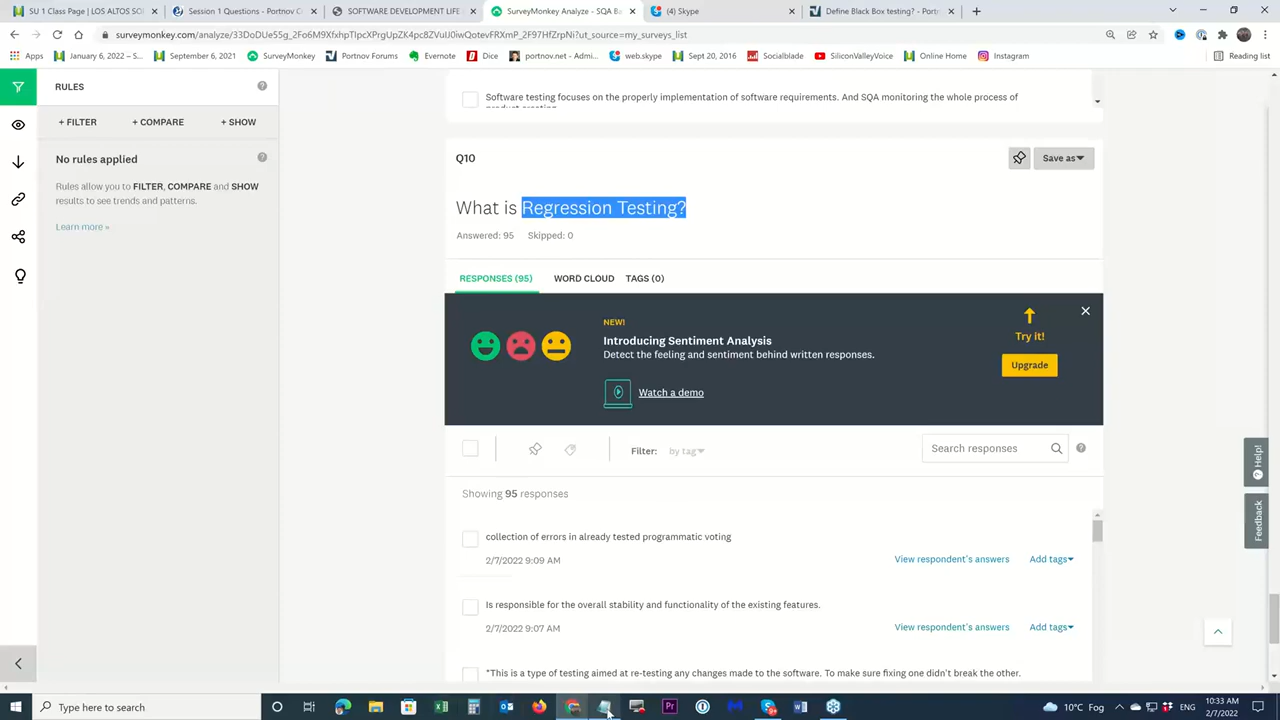 SU 1 Class Page | SU 1 ALTOS SO
Session 1 Questions - Portnov C
SOFTWARE DEVELOPMENT LIFE
SurveyMonkey Analyze - SQA Ba
(4) Skype
Define Black Box testing? - Port
surveymonkey.com/analyze/33DoDUe55g_2Fo6M9XfxhpTlpcXPrgUpZK4pc8ZVuIJ0iwQotevFRXmP_2F97HfZrpNi?ut_source=my_surveys_list
Apps
January 6, 2022 – S...
September 6, 2021
SurveyMonkey
Portnov Forums
Evernote
Dice
portnov.net - Admi...
web.skype
Sept 20, 2016
Socialblade
SiliconValleyVoice
Online Home
Instagram
Reading list
RULES
+ FILTER
+ COMPARE
+ SHOW
No rules applied
Rules allow you to FILTER, COMPARE and SHOW
results to see trends and patterns.
Learn more »
Software testing focuses on the properly implementation of software requirements. And SQA monitoring the whole process of
product creating
Q10
Save as
What is Regression Testing?
Answered: 95 Skipped: 0
RESPONSES (95)
WORD CLOUD
TAGS (0)
NEW!
Introducing Sentiment Analysis
Detect the feeling and sentiment behind written responses.
Watch a demo
Try it!
Upgrade
Filter: by tag
Search responses
Showing 95 responses
collection of errors in already tested programmatic voting
2/7/2022 9:09 AM
View respondent's answers
Add tags
Is responsible for the overall stability and functionality of the existing features.
2/7/2022 9:07 AM
View respondent's answers
Add tags
"This is a type of testing aimed at re-testing any changes made to the software. To make sure fixing one didn't break the other.
Help!
Feedback
Type here to search
10°C Fog
10:33 AM
2/7/2022